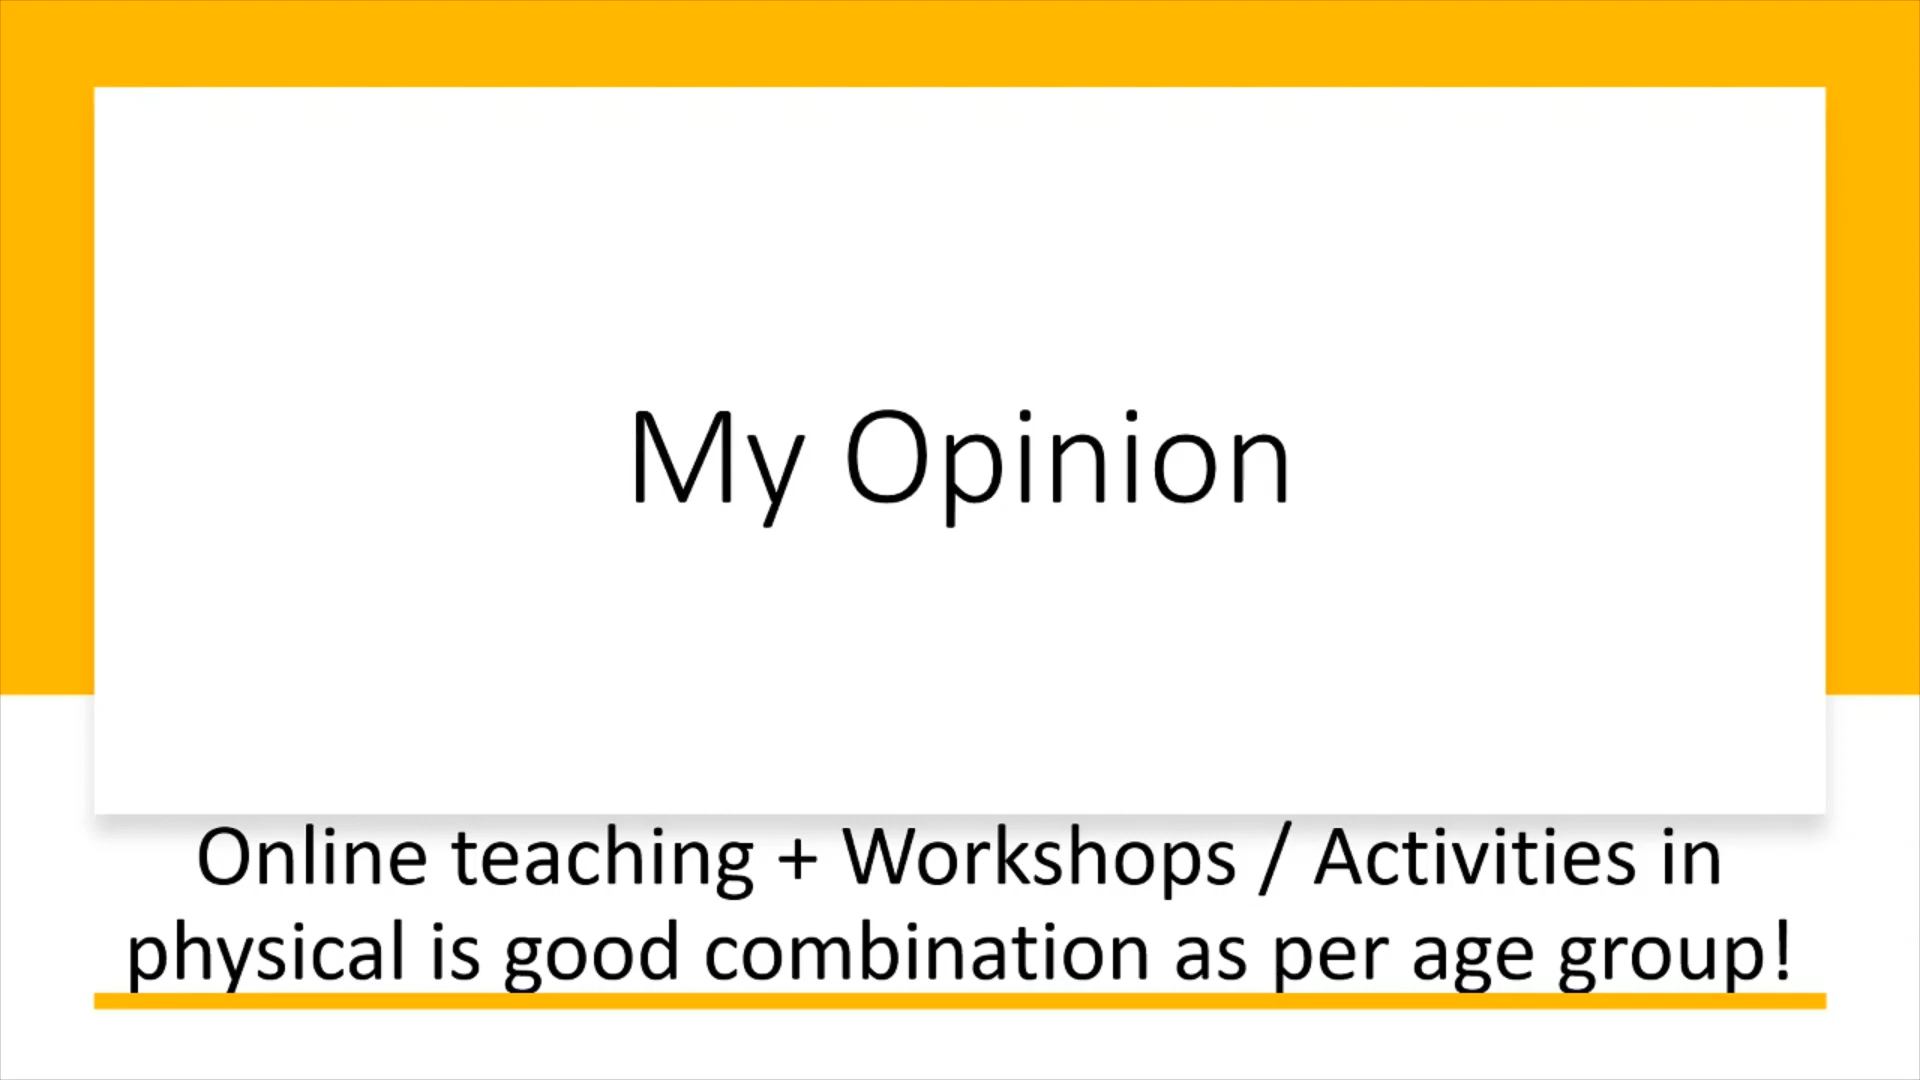 My Opinion
Online teaching + Workshops / Activities in
physical is good combination as per age group!